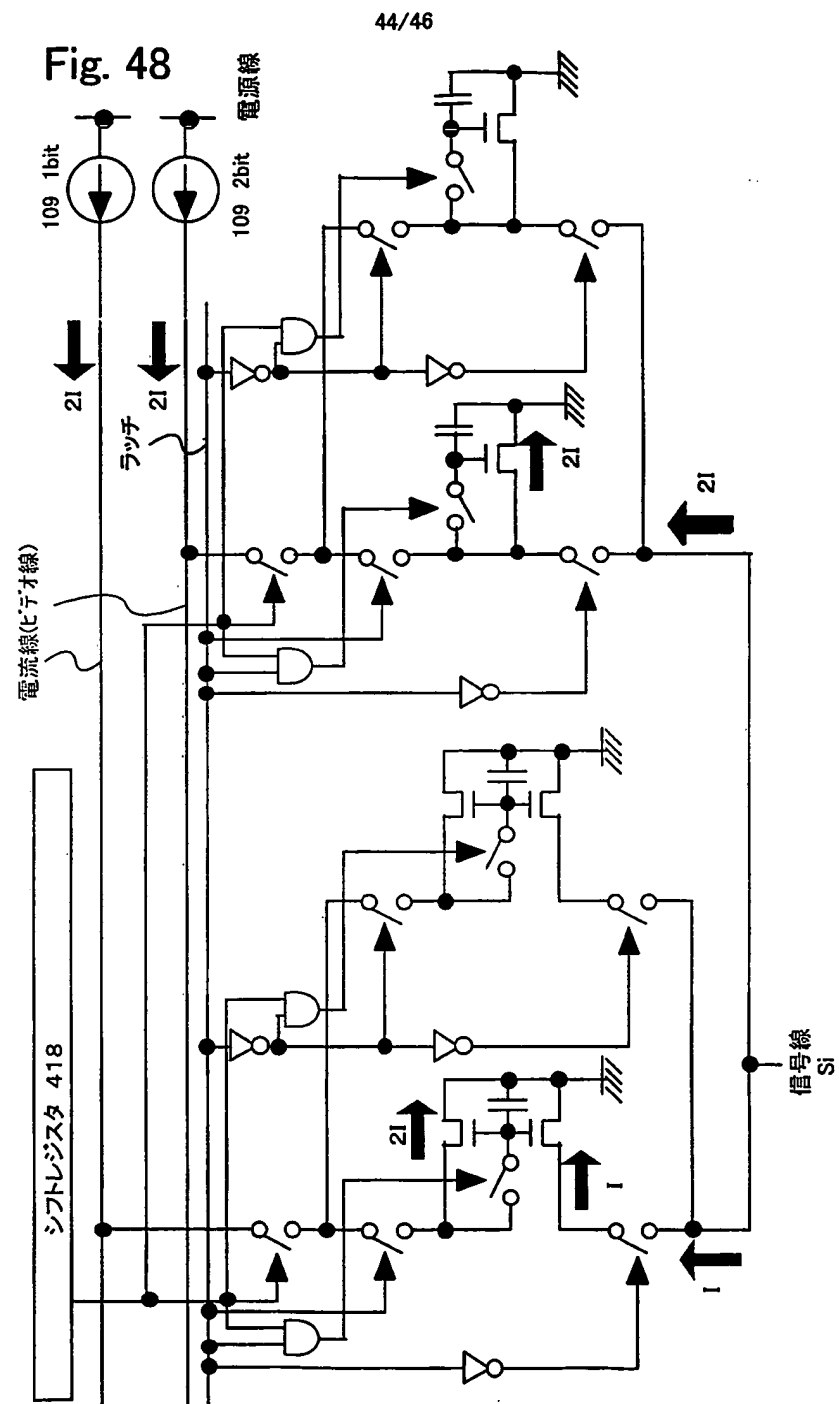 44/46
Fig. 48
電源線
109 1bit
109 2bit
2I
2I
ラッチ
電流線(ビデオ線)
2I
2I
シフトレジスタ 418
2I
I
I
信号線
Si